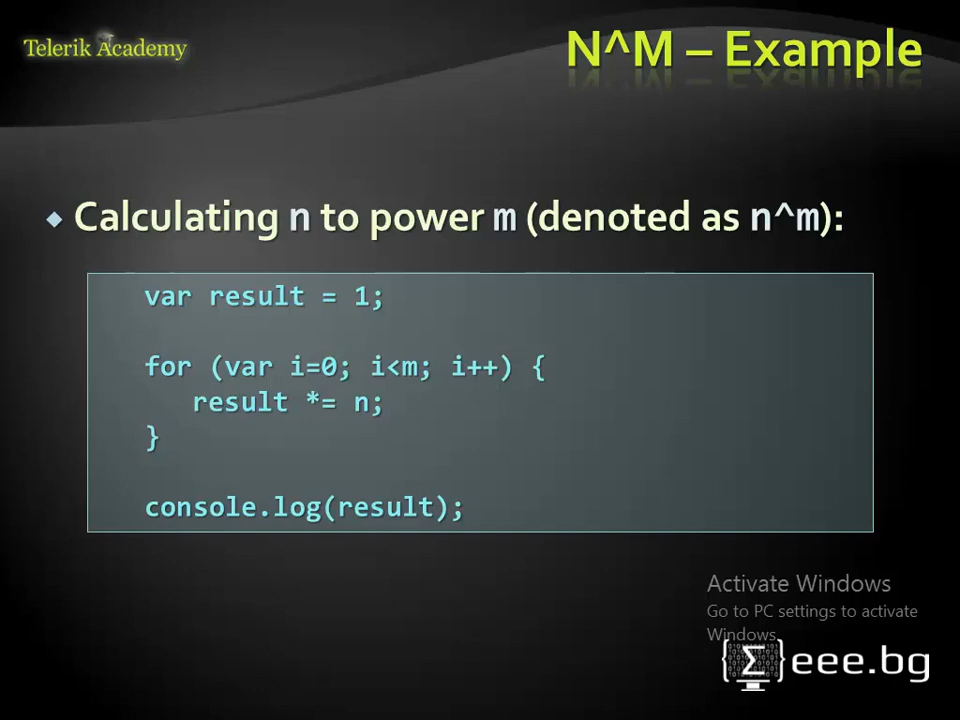 Telerik Academy
N^M – Example
Calculating n to power m (denoted as n^m):
var result = 1;
for (var i=0; i<m; i++) {
result *= n;
}
console.log(result);
Activate Windows
Go to PC settings to activate
Windows.
{Σ}eee.bg